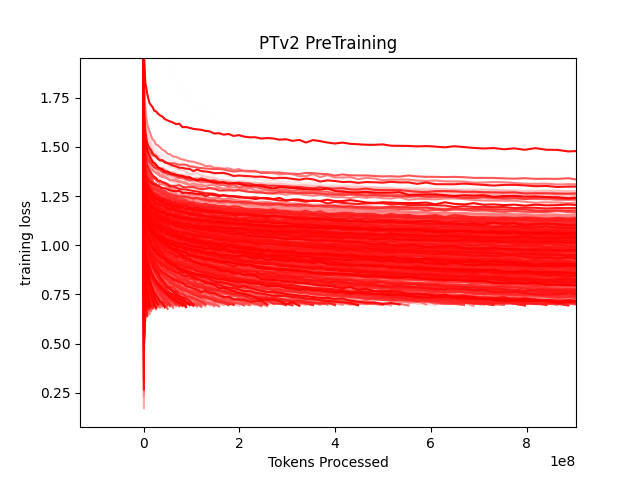 PTv2 PreTraining
training loss
1.75
1.50
1.25
1.00
0.75
0.50
0.25
0 2 4 6 8
1e8
Tokens Processed